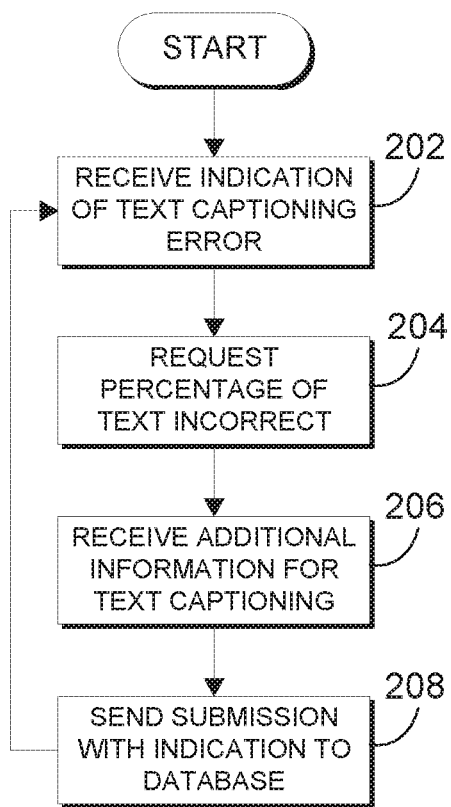 START
202
RECEIVE INDICATION
OF TEXT CAPTIONING
ERROR
204
REQUEST
PERCENTAGE OF
TEXT INCORRECT
206
RECEIVE ADDITIONAL
INFORMATION FOR
TEXT CAPTIONING
208
SEND SUBMISSION
WITH INDICATION TO
DATABASE